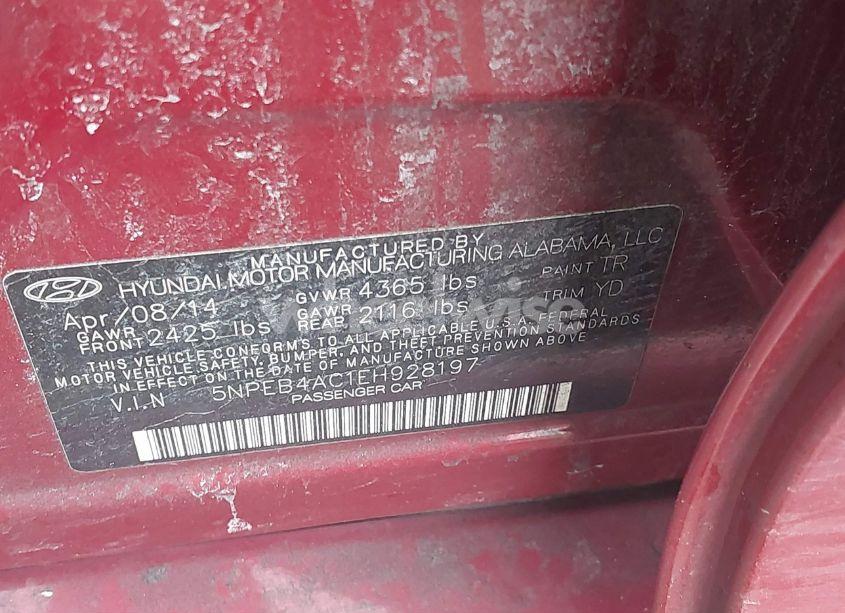 MANUFACTURED BY
HYUNDAI MOTOR MANUFACTURING ALABAMA, LLC
Apr/08/14 GVWR 4365 lbs PAINT TR
GAWR FRONT 2425 lbs GAWR REAR 2116 lbs TRIM YD
THIS VEHICLE CONFORMS TO ALL APPLICABLE U.S.A. FEDERAL
MOTOR VEHICLE SAFETY, BUMPER, AND THEFT PREVENTION STANDARDS
IN EFFECT ON THE DATE OF MANUFACTURE SHOWN ABOVE
V.I.N 5NPEB4AC1EH928197
PASSENGER CAR
wheelwise